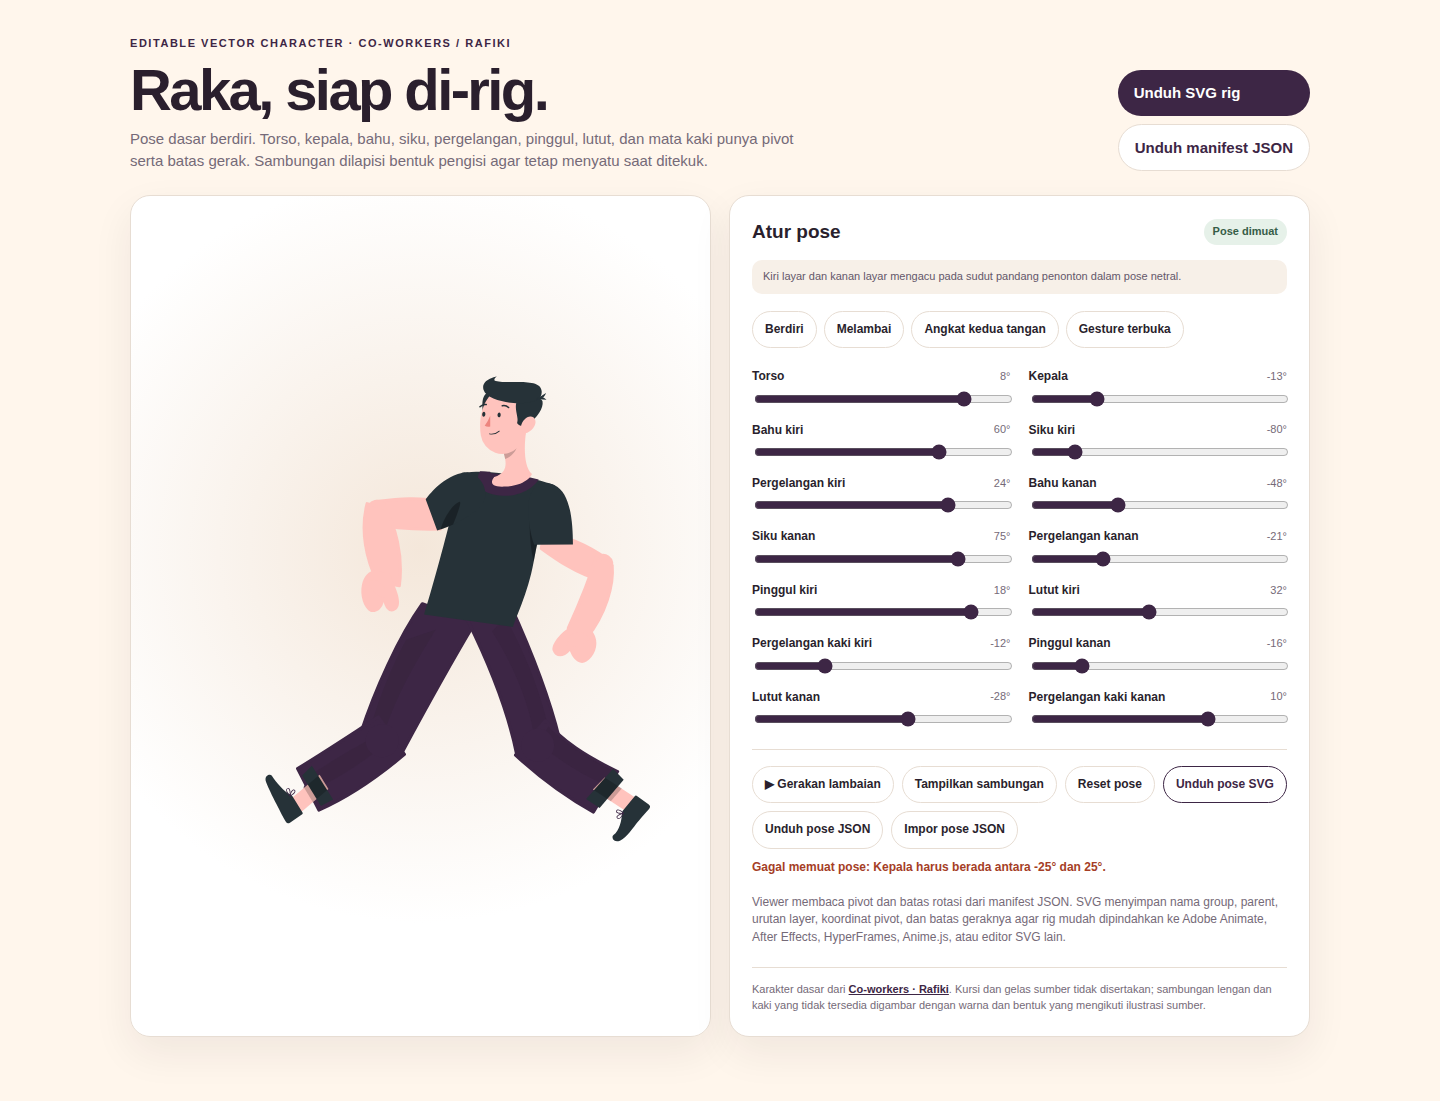 EDITABLE VECTOR CHARACTER · CO-WORKERS / RAFIKI
Raka, siap di-rig.
Pose dasar berdiri. Torso, kepala, bahu, siku, pergelangan, pinggul, lutut, dan mata kaki punya pivot
serta batas gerak. Sambungan dilapisi bentuk pengisi agar tetap menyatu saat ditekuk.
Unduh SVG rig
Unduh manifest JSON
Atur pose
Pose dimuat
Kiri layar dan kanan layar mengacu pada sudut pandang penonton dalam pose netral.
Berdiri
Melambai
Angkat kedua tangan
Gesture terbuka
Torso 8°
Kepala -13°
Bahu kiri 60°
Siku kiri -80°
Pergelangan kiri 24°
Bahu kanan -48°
Siku kanan 75°
Pergelangan kanan -21°
Pinggul kiri 18°
Lutut kiri 32°
Pergelangan kaki kiri -12°
Pinggul kanan -16°
Lutut kanan -28°
Pergelangan kaki kanan 10°
▶ Gerakan lambaian
Tampilkan sambungan
Reset pose
Unduh pose SVG
Unduh pose JSON
Impor pose JSON
Gagal memuat pose: Kepala harus berada antara -25° dan 25°.
Viewer membaca pivot dan batas rotasi dari manifest JSON. SVG menyimpan nama group, parent,
urutan layer, koordinat pivot, dan batas geraknya agar rig mudah dipindahkan ke Adobe Animate,
After Effects, HyperFrames, Anime.js, atau editor SVG lain.
Karakter dasar dari Co-workers · Rafiki. Kursi dan gelas sumber tidak disertakan; sambungan lengan dan
kaki yang tidak tersedia digambar dengan warna dan bentuk yang mengikuti ilustrasi sumber.